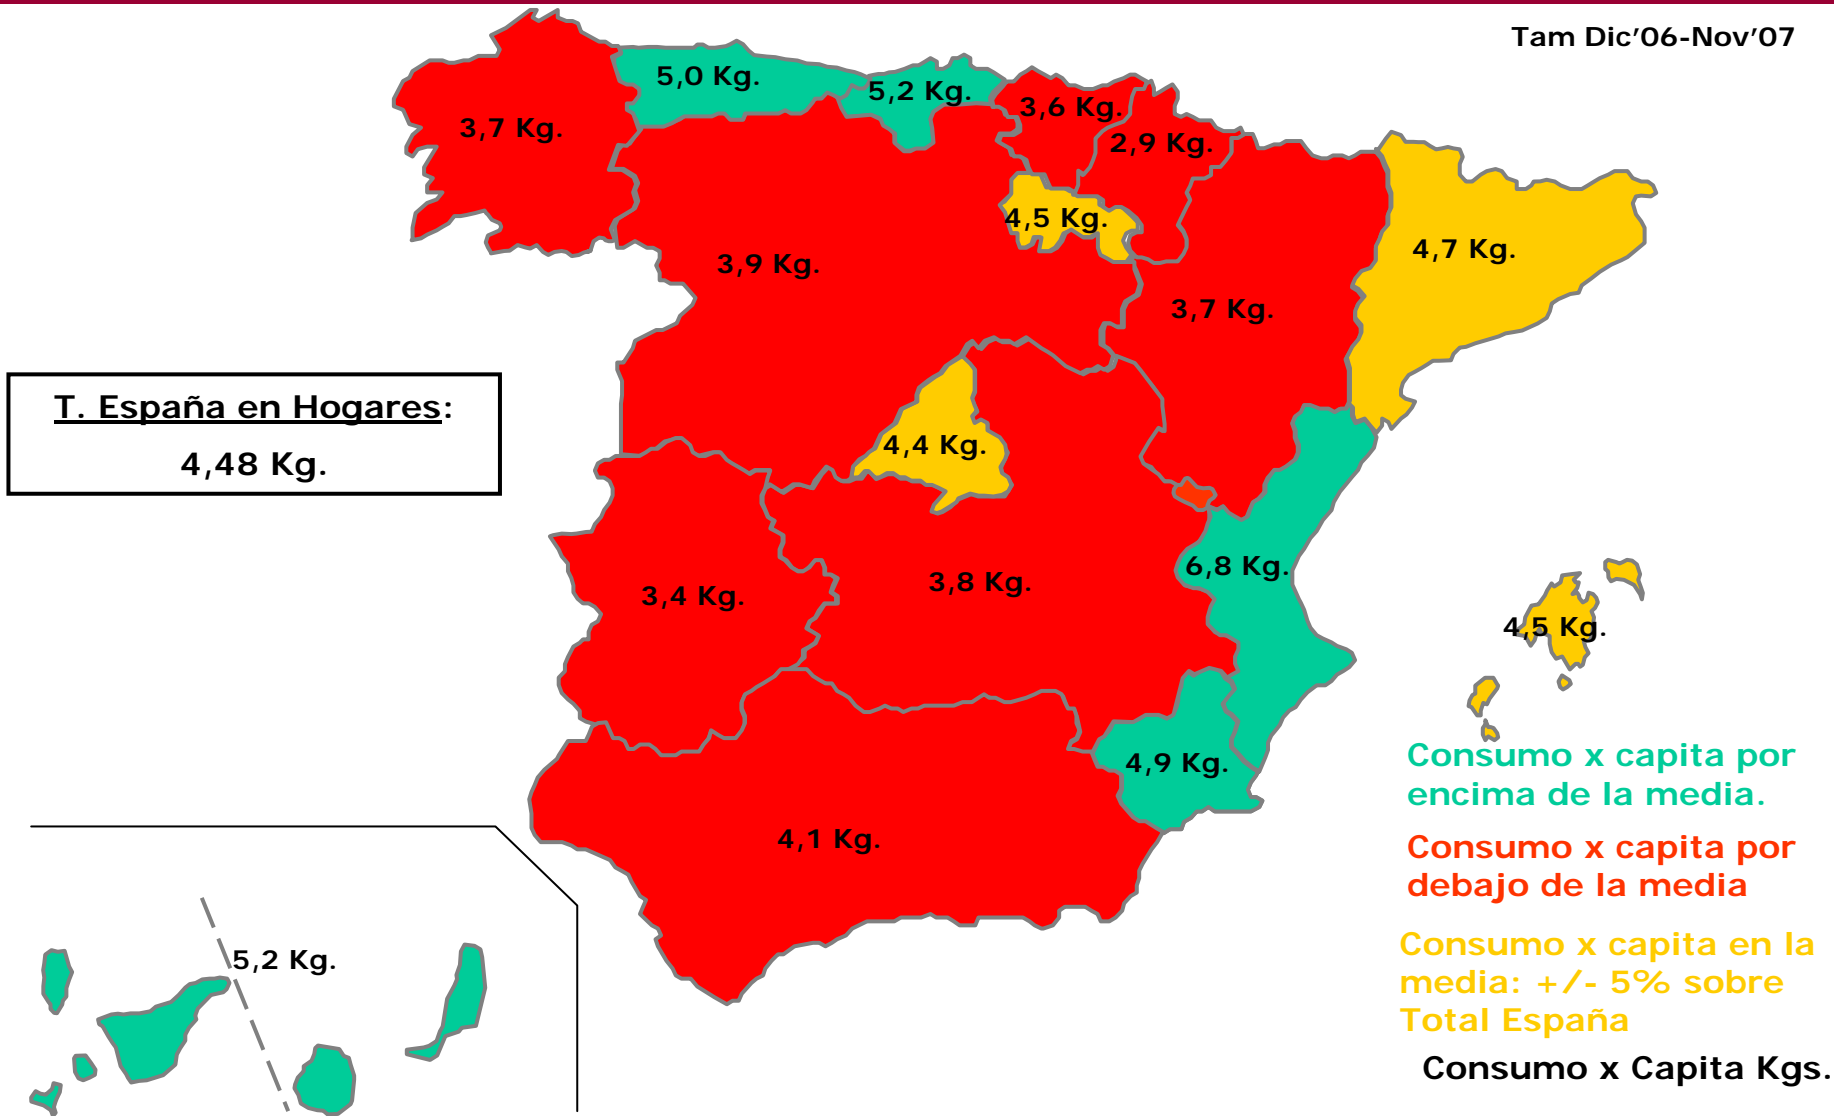 Tam Dic’06-Nov’07
5,0 Kg.
5,2 Kg.
3,6 Kg.
3,7 Kg.
2,9 Kg.
4,5 Kg.
4,7 Kg.
3,9 Kg.
3,7 Kg.
T. España en Hogares:
4,48 Kg.
4,4 Kg.
6,8 Kg.
3,4 Kg.
3,8 Kg.
4,5 Kg.
4,9 Kg.
4,1 Kg.
5,2 Kg.
Consumo x capita por
encima de la media.
Consumo x capita por
debajo de la media
Consumo x capita en la
media: +/- 5% sobre
Total España
Consumo x Capita Kgs.